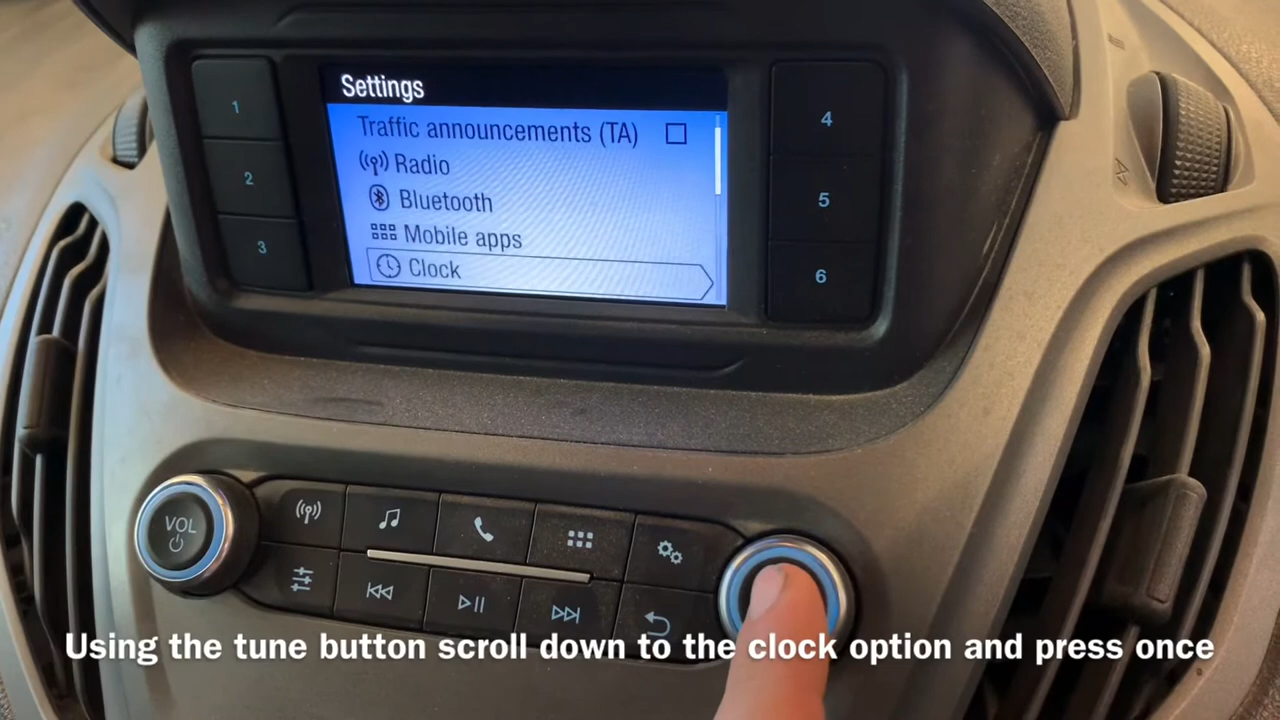 Settings
Traffic announcements (TA)
Radio
Bluetooth
Mobile apps
Clock
1
2
3
4
5
6
VOL
Using the tune button scroll down to the clock option and press once